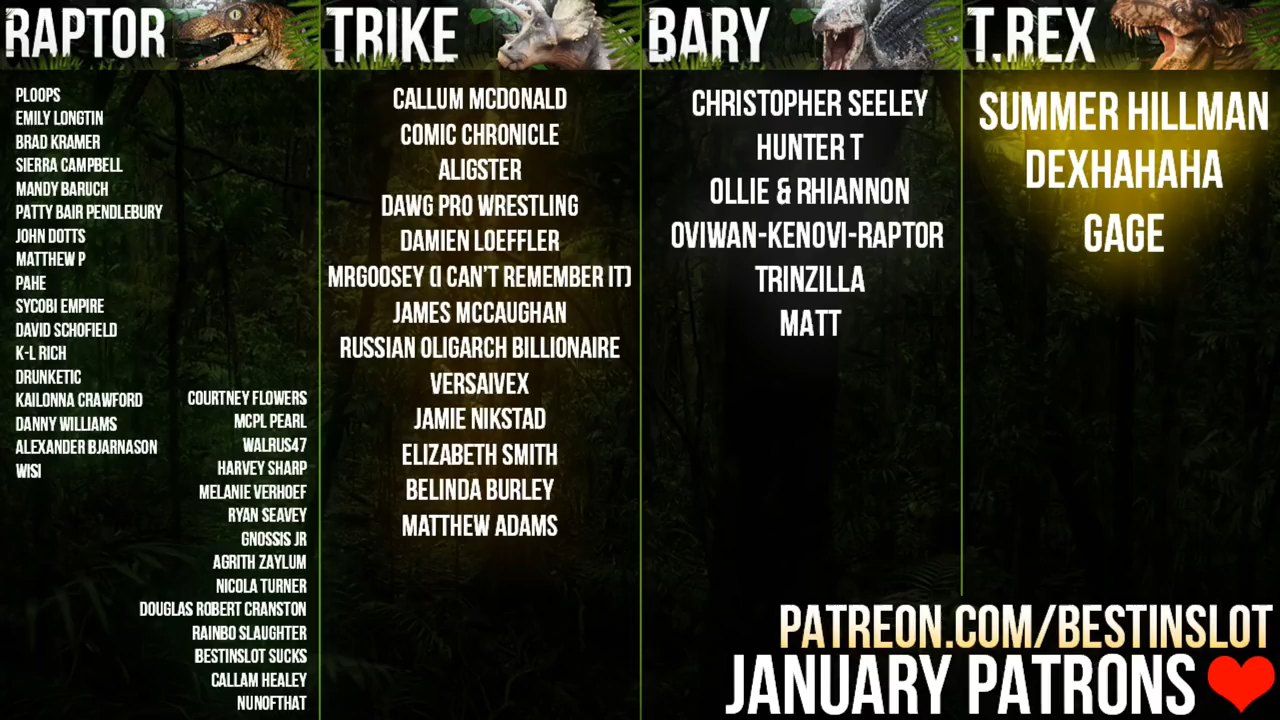 RAPTOR
PLOOPS
EMILY LONGTIN
BRAD KRAMER
SIERRA CAMPBELL
MANDY BARUCH
PATTY BAIR PENDLEBURY
JOHN DOTTS
MATTHEW P
PAHE
SYCOBI EMPIRE
DAVID SCHOFIELD
K-L RICH
DRUNKETIC
KAILONNA CRAWFORD
DANNY WILLIAMS
ALEXANDER BJARNASON
WISI
COURTNEY FLOWERS
MCPL PEARL
WALRUS47
HARVEY SHARP
MELANIE VERHOEF
RYAN SEAVEY
GNOSSIS JR
AGRITH ZAYLUM
NICOLA TURNER
DOUGLAS ROBERT CRANSTON
RAINBO SLAUGHTER
BESTINSLOT SUCKS
CALLAM HEALEY
NUNOFTHAT
TRIKE
CALLUM MCDONALD
COMIC CHRONICLE
ALIGSTER
DAWG PRO WRESTLING
DAMIEN LOEFFLER
MRGOOSEY (I CAN'T REMEMBER IT)
JAMES MCCAUGHAN
RUSSIAN OLIGARCH BILLIONAIRE
VERSAIVEX
JAMIE NIKSTAD
ELIZABETH SMITH
BELINDA BURLEY
MATTHEW ADAMS
BARY
CHRISTOPHER SEELEY
HUNTER T
OLLIE & RHIANNON
OVIWAN-KENOVI-RAPTOR
TRINZILLA
MATT
T.REX
SUMMER HILLMAN
DEXHAHAHA
GAGE
PATREON.COM/BESTINSLOT
JANUARY PATRONS